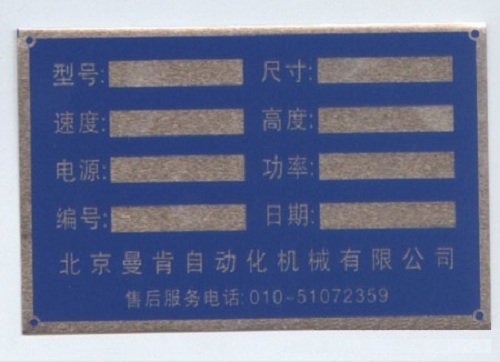 型号: 尺寸:
速度: 高度:
电源: 功率:
编号: 日期:
北京曼肯自动化机械有限公司
售后服务电话:010-51072359